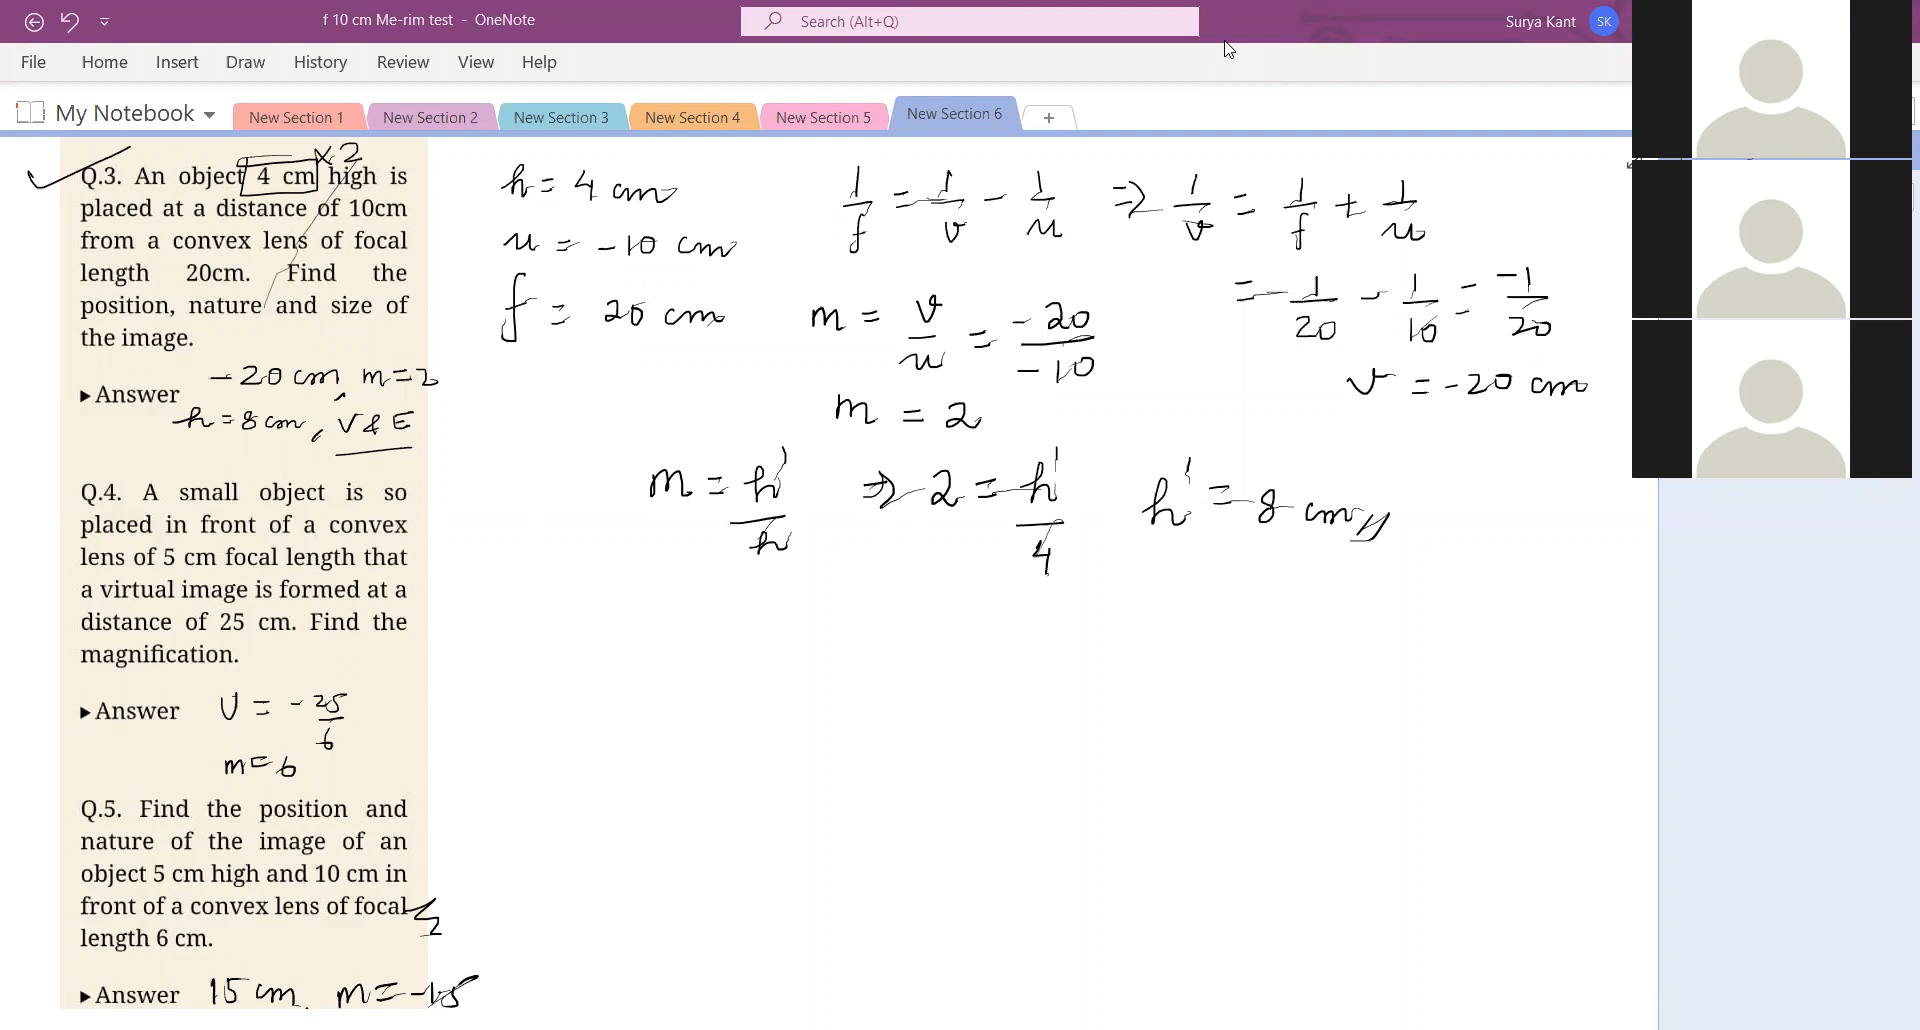 f 10 cm Me-rim test - OneNote
Search (Alt+Q)
Surya Kant SK
File Home Insert Draw History Review View Help
My Notebook New Section 1 New Section 2 New Section 3 New Section 4 New Section 5 New Section 6 +
×2
Q.3. An object 4 cm high is
placed at a distance of 10cm
from a convex lens of focal
length 20cm. Find the
position, nature and size of
the image.
-20 cm, m=2
▸Answer
h=8 cm, V & E
Q.4. A small object is so
placed in front of a convex
lens of 5 cm focal length that
a virtual image is formed at a
distance of 25 cm. Find the
magnification.
▸Answer U = -25/6
m=6
Q.5. Find the position and
nature of the image of an
object 5 cm high and 10 cm in
front of a convex lens of focal
length 6 cm.
▸Answer 15 cm, m=
h = 4 cm
u = -10 cm
f = 20 cm
1/f = 1/v - 1/u ⇒ 1/v = 1/f + 1/u
= 1/20 - 1/10 = -1/20
v = -20 cm
m = v/u = -20/-10
m = 2
m = h'/h ⇒ 2 = h'/4 h' = 8 cm